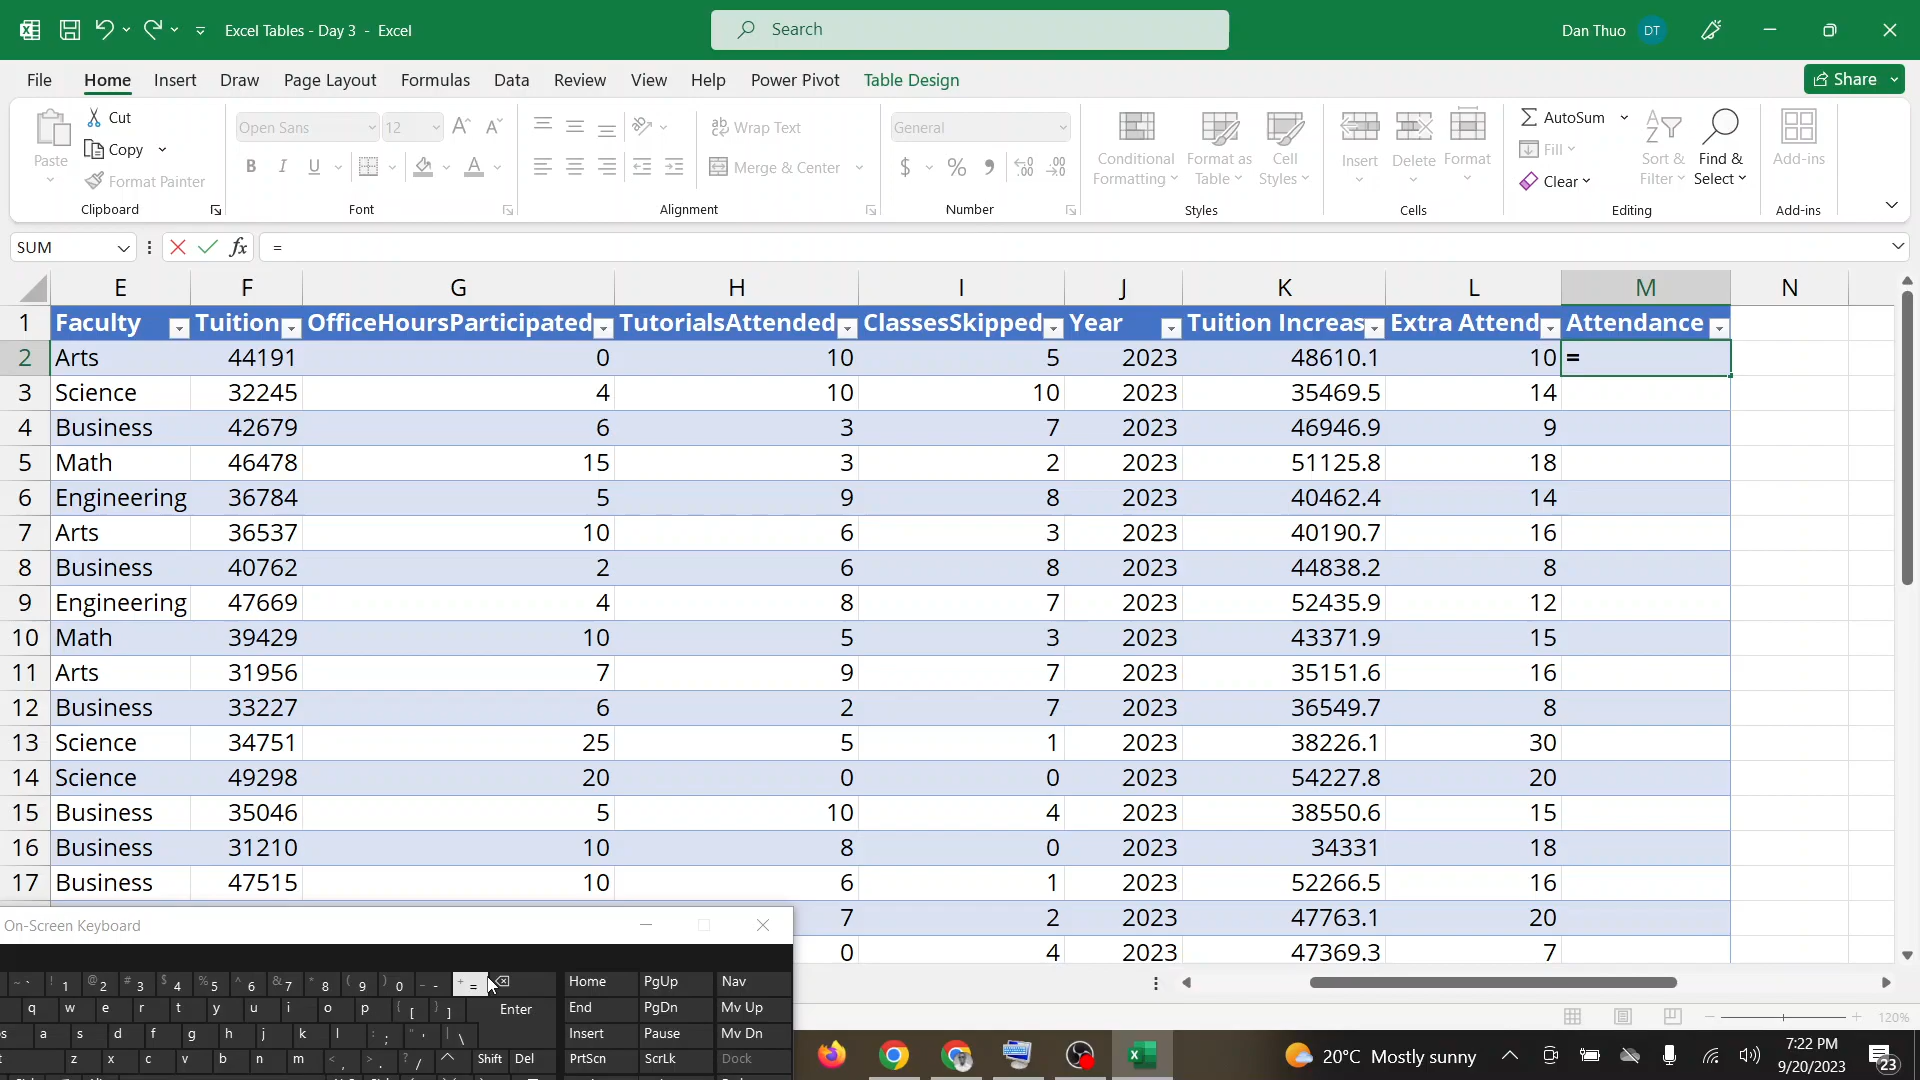 Excel Tables - Day 3 - Excel
Search
Dan Thuo DT
File Home Insert Draw Page Layout Formulas Data Review View Help Power Pivot Table Design Share
Paste
Cut
Copy
Format Painter
Clipboard
Open Sans 12
B I U
Font
ab Wrap Text
Merge & Center
Alignment
General
$ % ,
Number
Conditional Formatting
Format as Table
Cell Styles
Styles
Insert Delete Format
Cells
AutoSum
Fill
Clear
Sort & Filter
Find & Select
Editing
Add-ins
Add-ins
SUM fx =
E F G H I J K L M N
1 Faculty Tuition OfficeHoursParticipated TutorialsAttended ClassesSkipped Year Tuition Increas Extra Attend Attendance
2 Arts 44191 0 10 5 2023 48610.1 10 =
3 Science 32245 4 10 10 2023 35469.5 14
4 Business 42679 6 3 7 2023 46946.9 9
5 Math 46478 15 3 2 2023 51125.8 18
6 Engineering 36784 5 9 8 2023 40462.4 14
7 Arts 36537 10 6 3 2023 40190.7 16
8 Business 40762 2 6 8 2023 44838.2 8
9 Engineering 47669 4 8 7 2023 52435.9 12
10 Math 39429 10 5 3 2023 43371.9 15
11 Arts 31956 7 9 7 2023 35151.6 16
12 Business 33227 6 2 7 2023 36549.7 8
13 Science 34751 25 5 1 2023 38226.1 30
14 Science 49298 20 0 0 2023 54227.8 20
15 Business 35046 5 10 4 2023 38550.6 15
16 Business 31210 10 8 0 2023 34331 18
17 Business 47515 10 6 1 2023 52266.5 16
7 2 2023 47763.1 20
0 4 2023 47369.3 7
On-Screen Keyboard
~ ` ! 1 @ 2 # 3 $ 4 % 5 ^ 6 & 7 * 8 ( 9 ) 0 _ - + = Home PgUp Nav
q w e r t y u i o p { [ } ] Enter End PgDn Mv Up
a s d f g h j k l : ; " ' | \ Insert Pause Mv Dn
z x c v b n m < , > . ? / Shift Del PrtScn ScrLk Dock
120%
20°C Mostly sunny
7:22 PM
9/20/2023
23